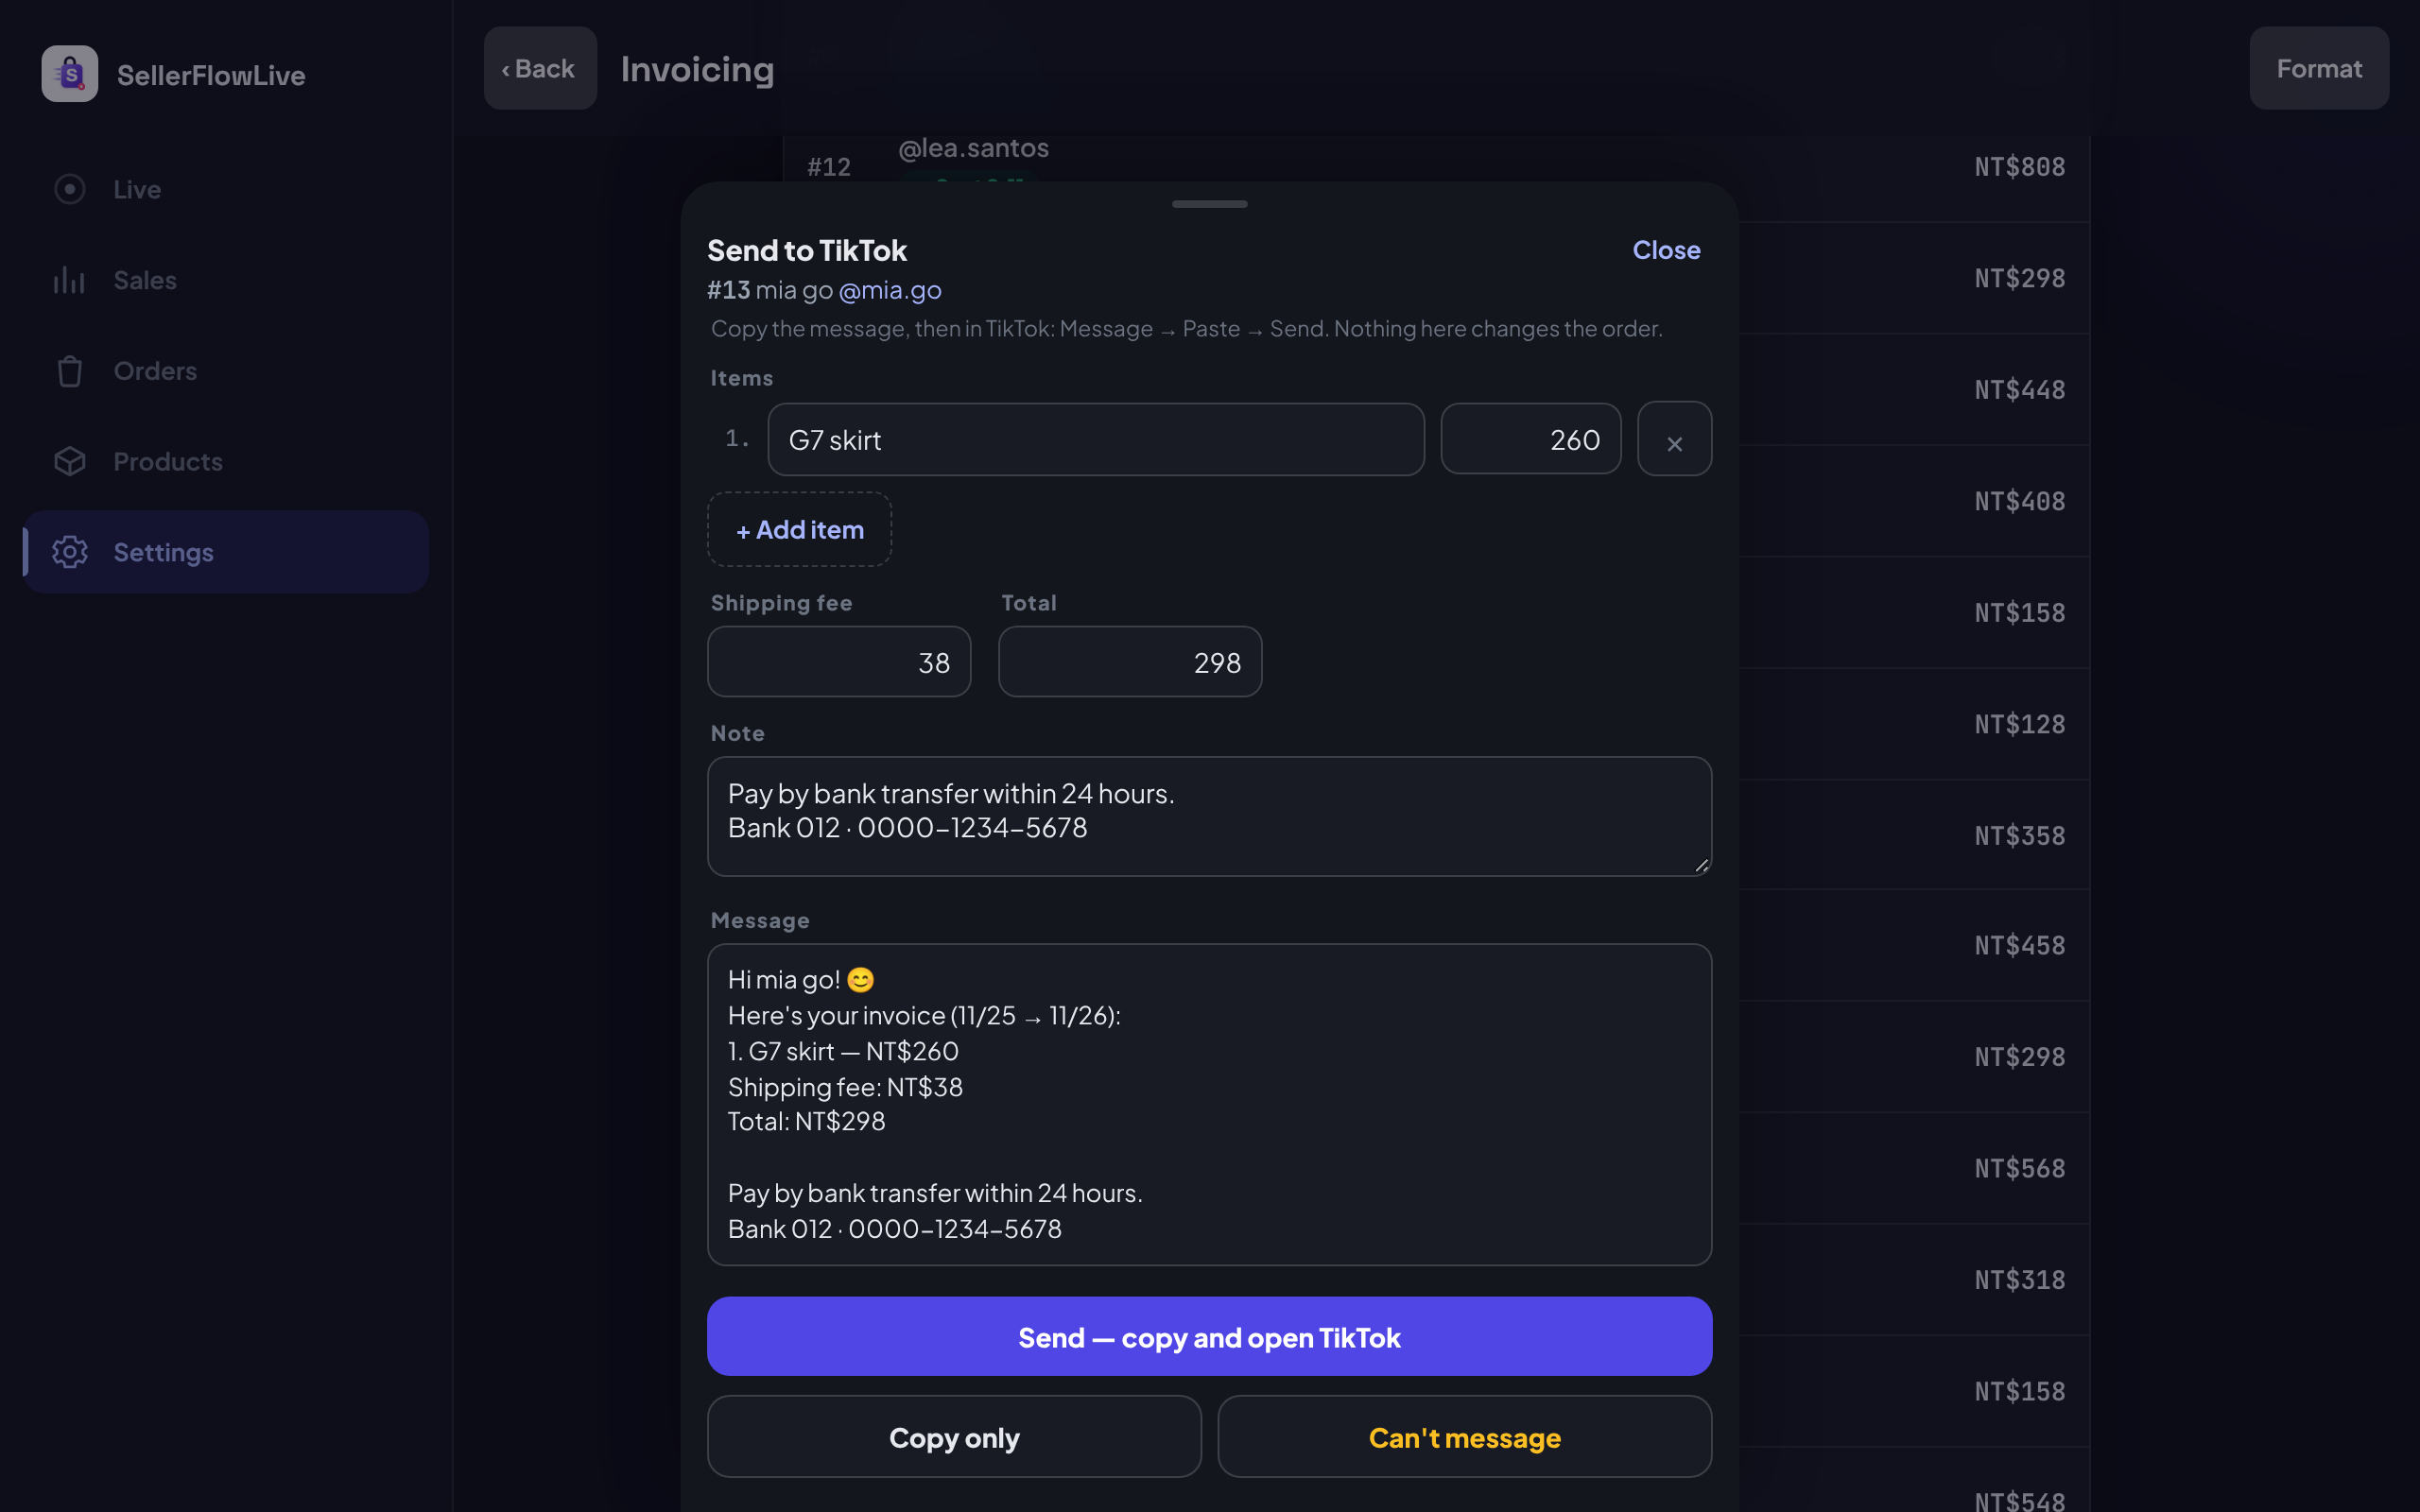 SellerFlowLive
Live
Sales
Orders
Products
Settings
‹ Back
Invoicing
Format
#12
@lea.santos
NT$808
NT$298
NT$448
NT$408
NT$158
NT$128
NT$358
NT$458
NT$298
NT$568
NT$318
NT$158
NT$548
Send to TikTok
Close
#13 mia go @mia.go
Copy the message, then in TikTok: Message → Paste → Send. Nothing here changes the order.
Items
1.
G7 skirt
260
×
+ Add item
Shipping fee
Total
38
298
Note
Pay by bank transfer within 24 hours.
Bank 012 · 0000-1234-5678
Message
Hi mia go! 😊
Here's your invoice (11/25 → 11/26):
1. G7 skirt — NT$260
Shipping fee: NT$38
Total: NT$298
Pay by bank transfer within 24 hours.
Bank 012 · 0000-1234-5678
Send — copy and open TikTok
Copy only
Can't message